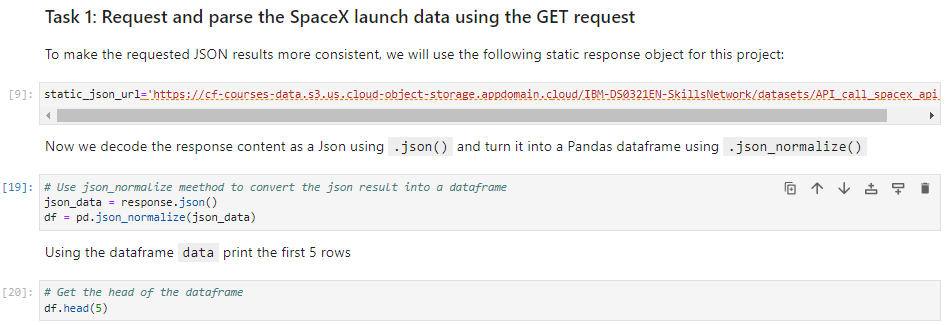 Task 1: Request and parse the SpaceX launch data using the GET request
To make the requested JSON results more consistent, we will use the following static response object for this project:
[9]: static_json_url='https://cf-courses-data.s3.us.cloud-object-storage.appdomain.cloud/IBM-DS0321EN-SkillsNetwork/datasets/API_call_spacex_api
Now we decode the response content as a Json using .json() and turn it into a Pandas dataframe using .json_normalize()
[19]: # Use json_normalize meethod to convert the json result into a dataframe
json_data = response.json()
df = pd.json_normalize(json_data)
Using the dataframe data print the first 5 rows
[20]: # Get the head of the dataframe
df.head(5)